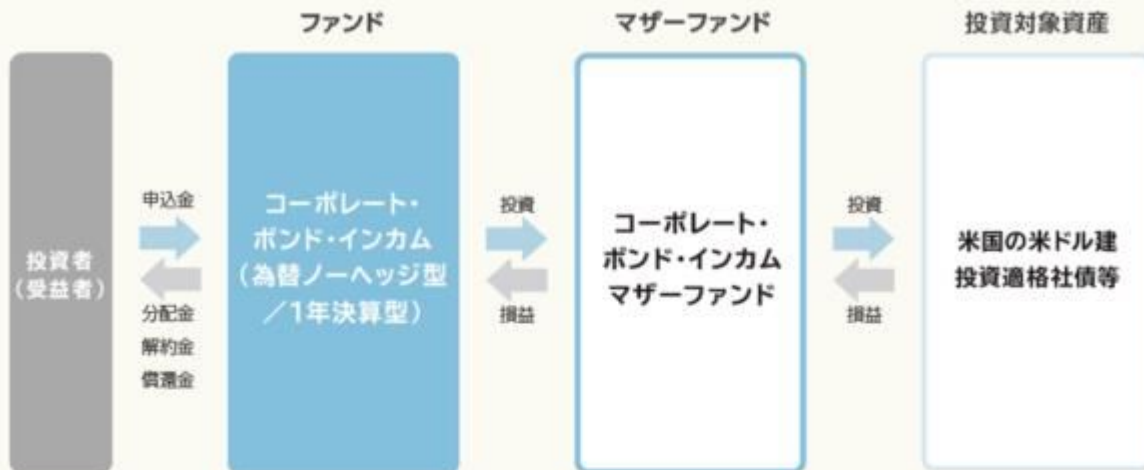 ファンド
マザーファンド
投資対象資産
投資者
（受益者）
申込金
分配金
解約金
償還金
コーポレート・
ボンド・インカム
（為替ノーヘッジ型
／1年決算型）
投資
損益
コーポレート・
ボンド・インカム
マザーファンド
投資
損益
米国の米ドル建
投資適格社債等